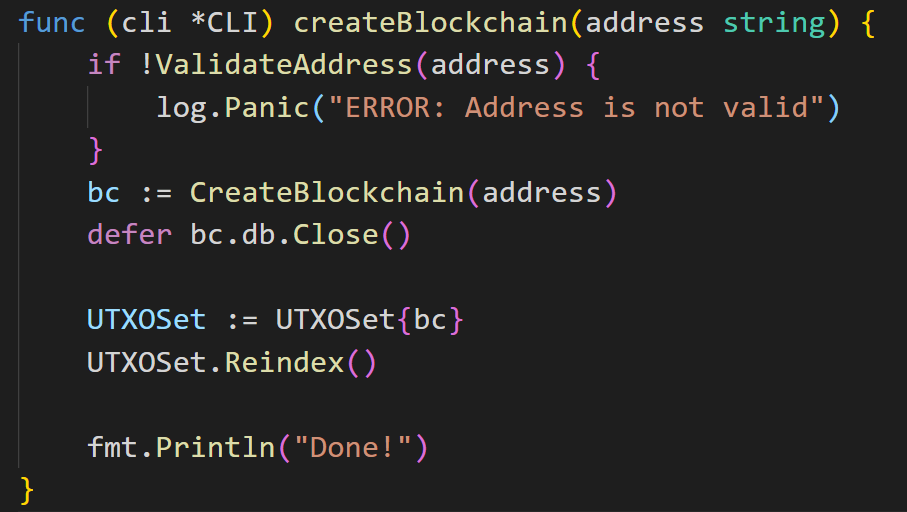 func (cli *CLI) createBlockchain(address string) {
    if !ValidateAddress(address) {
        log.Panic("ERROR: Address is not valid")
    }
    bc := CreateBlockchain(address)
    defer bc.db.Close()

    UTXOSet := UTXOSet{bc}
    UTXOSet.Reindex()

    fmt.Println("Done!")
}